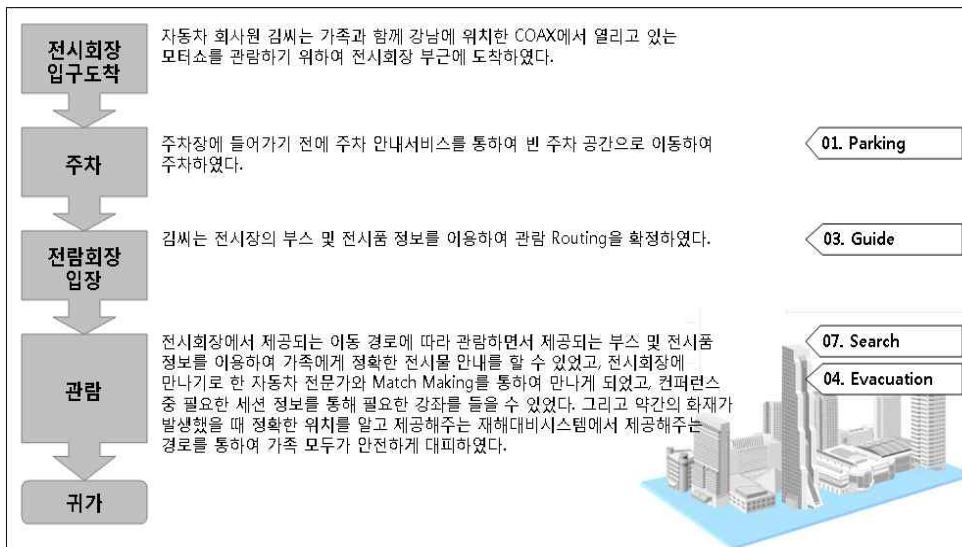 전시회장
입구도착
자동차 회사원 김씨는 가족과 함께 강남에 위치한 COAX에서 열리고 있는
모터쇼를 관람하기 위하여 전시회장 부근에 도착하였다.
주차
주차장에 들어가기 전에 주차 안내서비스를 통하여 빈 주차 공간으로 이동하여
주차하였다.
01. Parking
전람회장
입장
김씨는 전시장의 부스 및 전시품 정보를 이용하여 관람 Routing을 확정하였다.
03. Guide
관람
전시회장에서 제공되는 이동 경로에 따라 관람하면서 제공되는 부스 및 전시품
정보를 이용하여 가족에게 정확한 전시물 안내를 할 수 있었고, 전시회장에
만나기로 한 자동차 전문가와 Match Making를 통하여 만나게 되었고, 컨퍼런스
중 필요한 세션 정보를 통해 필요한 강좌를 들을 수 있었다. 그리고 약간의 화재가
발생했을 때 정확한 위치를 알고 제공해주는 재해대비시스템에서 제공해주는
경로를 통하여 가족 모두가 안전하게 대피하였다.
07. Search
04. Evacuation
귀가